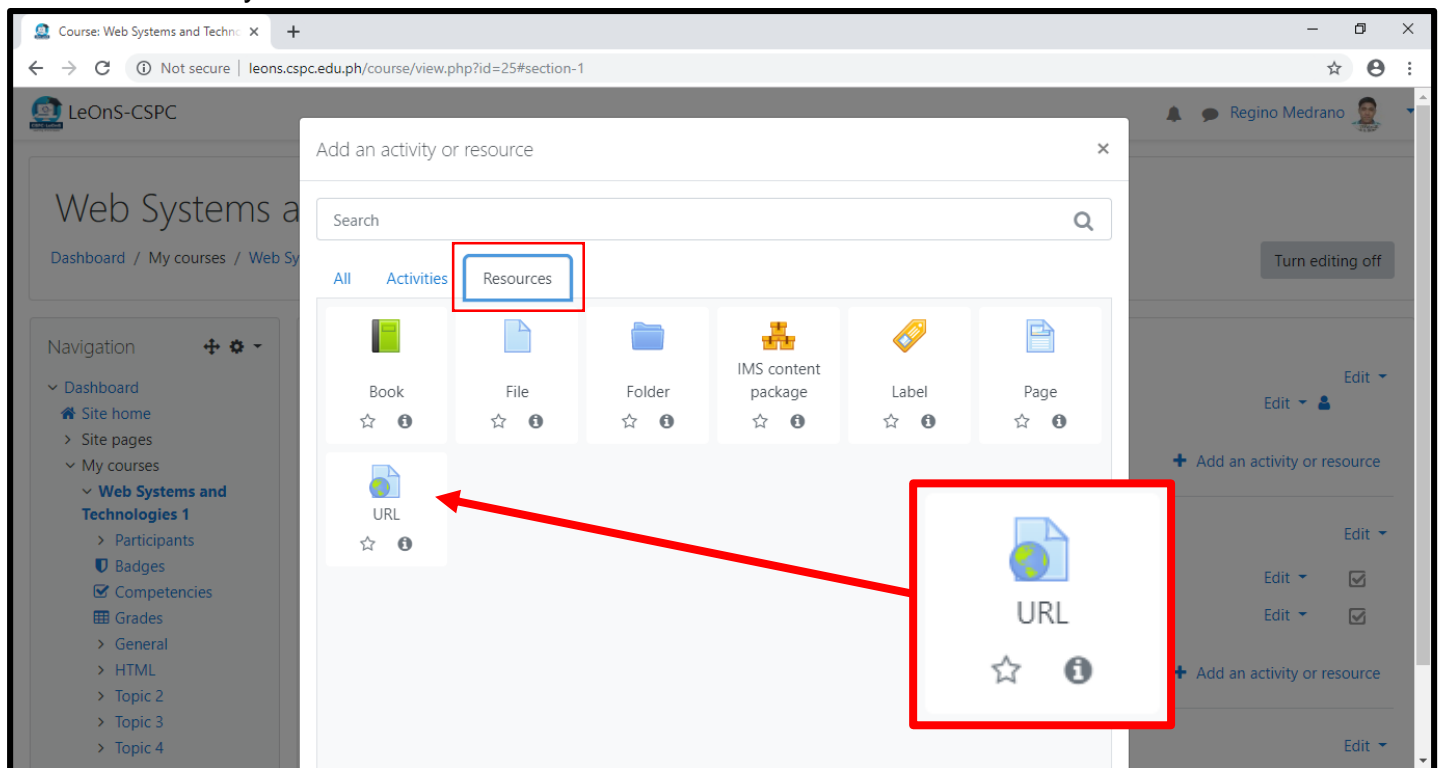 Course: Web Systems and Techno
Not secure | leons.cspc.edu.ph/course/view.php?id=25#section-1
LeOnS-CSPC
Regino Medrano
Add an activity or resource
Web Systems a
Search
Dashboard / My courses / Web Sy
Turn editing off
All Activities Resources
Navigation
Book
File
Folder
IMS content
package
Label
Page
Edit
Edit
Dashboard
Site home
Site pages
My courses
Web Systems and
Technologies 1
Participants
Badges
Competencies
Grades
General
HTML
Topic 2
Topic 3
Topic 4
URL
URL
Add an activity or resource
Edit
Edit
Edit
Add an activity or resource
Edit